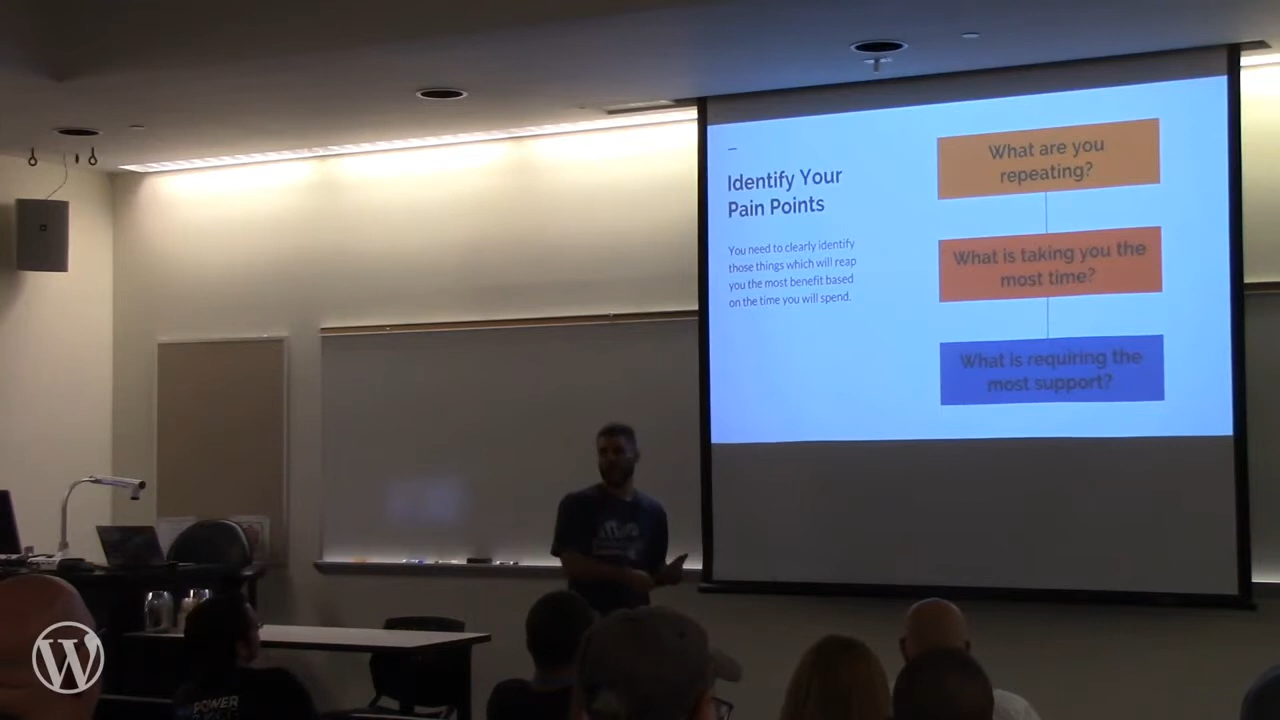 Identify Your
Pain Points
You need to clearly identify
those things which will reap
you the most benefit based
on the time you will spend.
What are you
repeating?
What is taking you the
most time?
What is requiring the
most support?
POWER